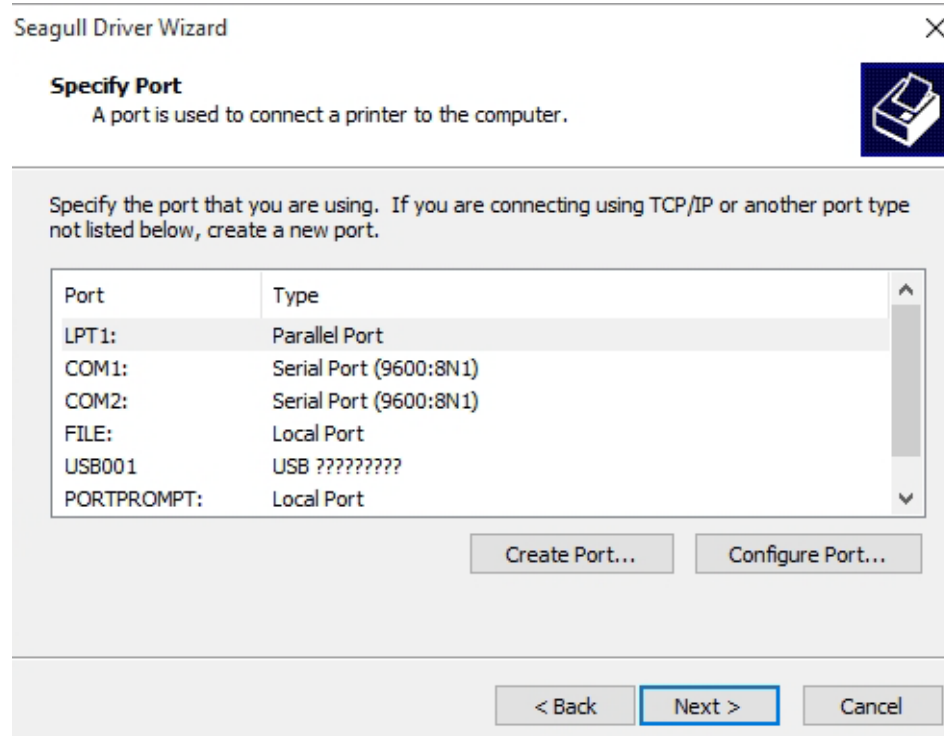 Seagull Driver Wizard
Specify Port
A port is used to connect a printer to the computer.
Specify the port that you are using.  If you are connecting using TCP/IP or another port type
not listed below, create a new port.
Port Type
LPT1: Parallel Port
COM1: Serial Port (9600:8N1)
COM2: Serial Port (9600:8N1)
FILE: Local Port
USB001 USB ?????????
PORTPROMPT: Local Port
Create Port... Configure Port...
< Back Next > Cancel